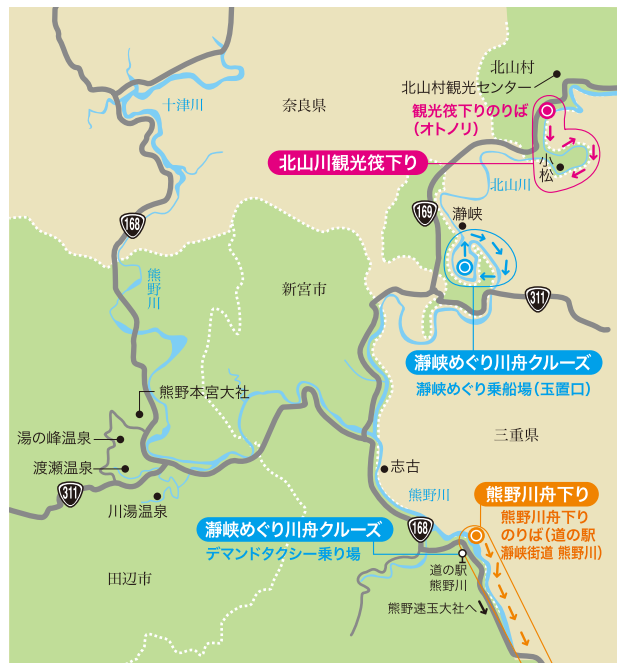 北山村
北山村観光センター
十津川
奈良県
観光筏下りのりば
（オトノリ）
北山川観光筏下り
小松
北山川
169
瀞峡
168
熊野川
新宮市
311
瀞峡めぐり川舟クルーズ
瀞峡めぐり乗船場（玉置口）
熊野本宮大社
湯の峰温泉
渡瀬温泉
三重県
志古
311
川湯温泉
熊野川
熊野川舟下り
熊野川舟下り
のりば（道の駅
瀞峡街道 熊野川）
瀞峡めぐり川舟クルーズ
デマンドタクシー乗り場
168
道の駅
熊野川
田辺市
熊野速玉大社へ